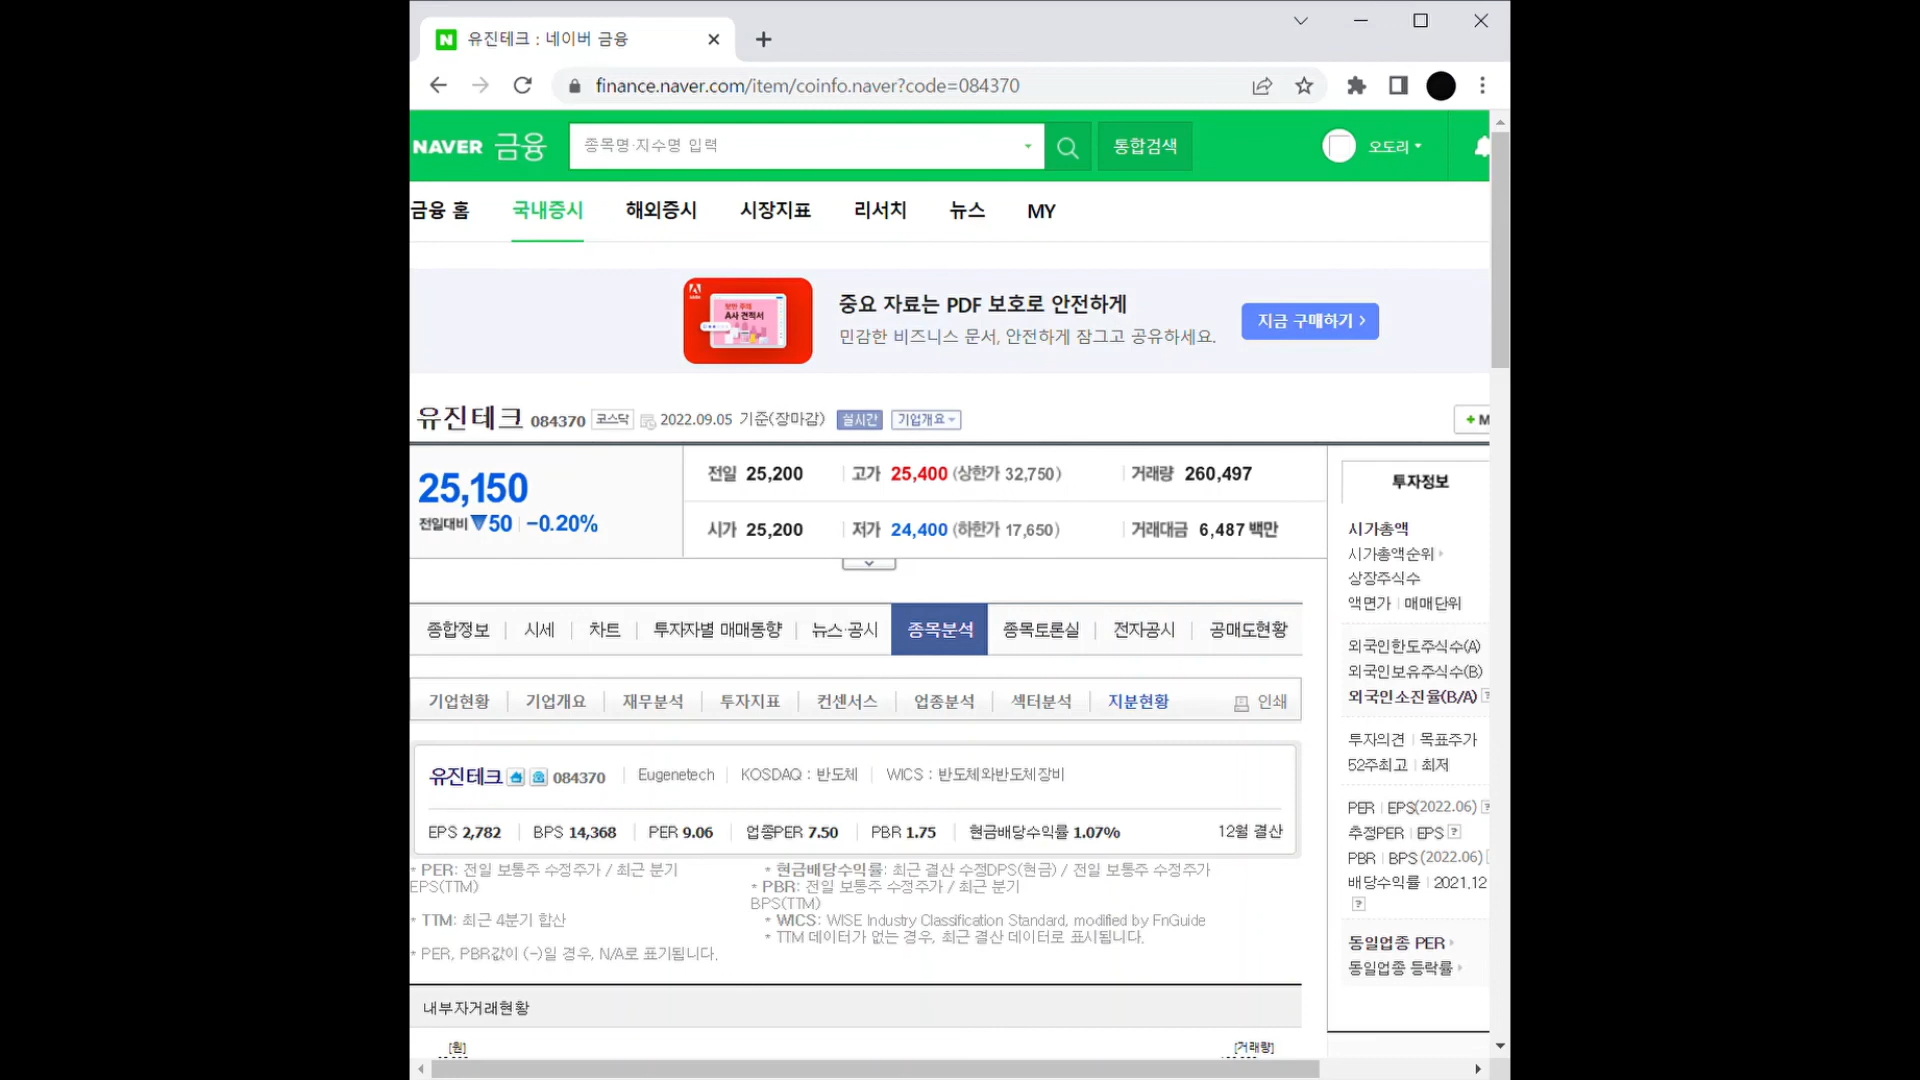 유진테크 : 네이버 금융
finance.naver.com/item/coinfo.naver?code=084370
NAVER 금융
종목명·지수명 입력
통합검색
오토리
금융 홈 국내증시 해외증시 시장지표 리서치 뉴스 MY
A사 견적서
중요 자료는 PDF 보호로 안전하게
민감한 비즈니스 문서, 안전하게 잠그고 공유하세요.
지금 구매하기 >
유진테크 084370 코스닥 2022.09.05 기준(장마감) 실시간 기업개요
+ M
25,150
전일대비 ▼50 -0.20%
전일 25,200 고가 25,400 (상한가 32,750) 거래량 260,497
시가 25,200 저가 24,400 (하한가 17,650) 거래대금 6,487 백만
종합정보 시세 차트 투자자별 매매동향 뉴스·공시 종목분석 종목토론실 전자공시 공매도현황
기업현황 기업개요 재무분석 투자지표 컨센서스 업종분석 섹터분석 지분현황 인쇄
유진테크 084370 Eugenetech KOSDAQ : 반도체 WICS : 반도체와반도체장비
EPS 2,782 BPS 14,368 PER 9.06 업종PER 7.50 PBR 1.75 현금배당수익률 1.07% 12월 결산
* PER: 전일 보통주 수정주가 / 최근 분기
EPS(TTM)
* 현금배당수익률: 최근 결산 수정DPS(현금) / 전일 보통주 수정주가
* PBR: 전일 보통주 수정주가 / 최근 분기
BPS(TTM)
* TTM: 최근 4분기 합산
* WICS: WISE Industry Classification Standard, modified by FnGuide
* TTM 데이터가 없는 경우, 최근 결산 데이터로 표시됩니다.
* PER, PBR값이 (-)일 경우, N/A로 표기됩니다.
내부자거래현황
[원] [거래량]
투자정보
시가총액
시가총액순위
상장주식수
액면가 매매단위
외국인한도주식수(A)
외국인보유주식수(B)
외국인소진율(B/A) ?
투자의견 목표주가
52주최고 최저
PER EPS(2022.06) ?
추정PER EPS ?
PBR BPS (2022.06)
배당수익률 2021.12
?
동일업종 PER
동일업종 등락률